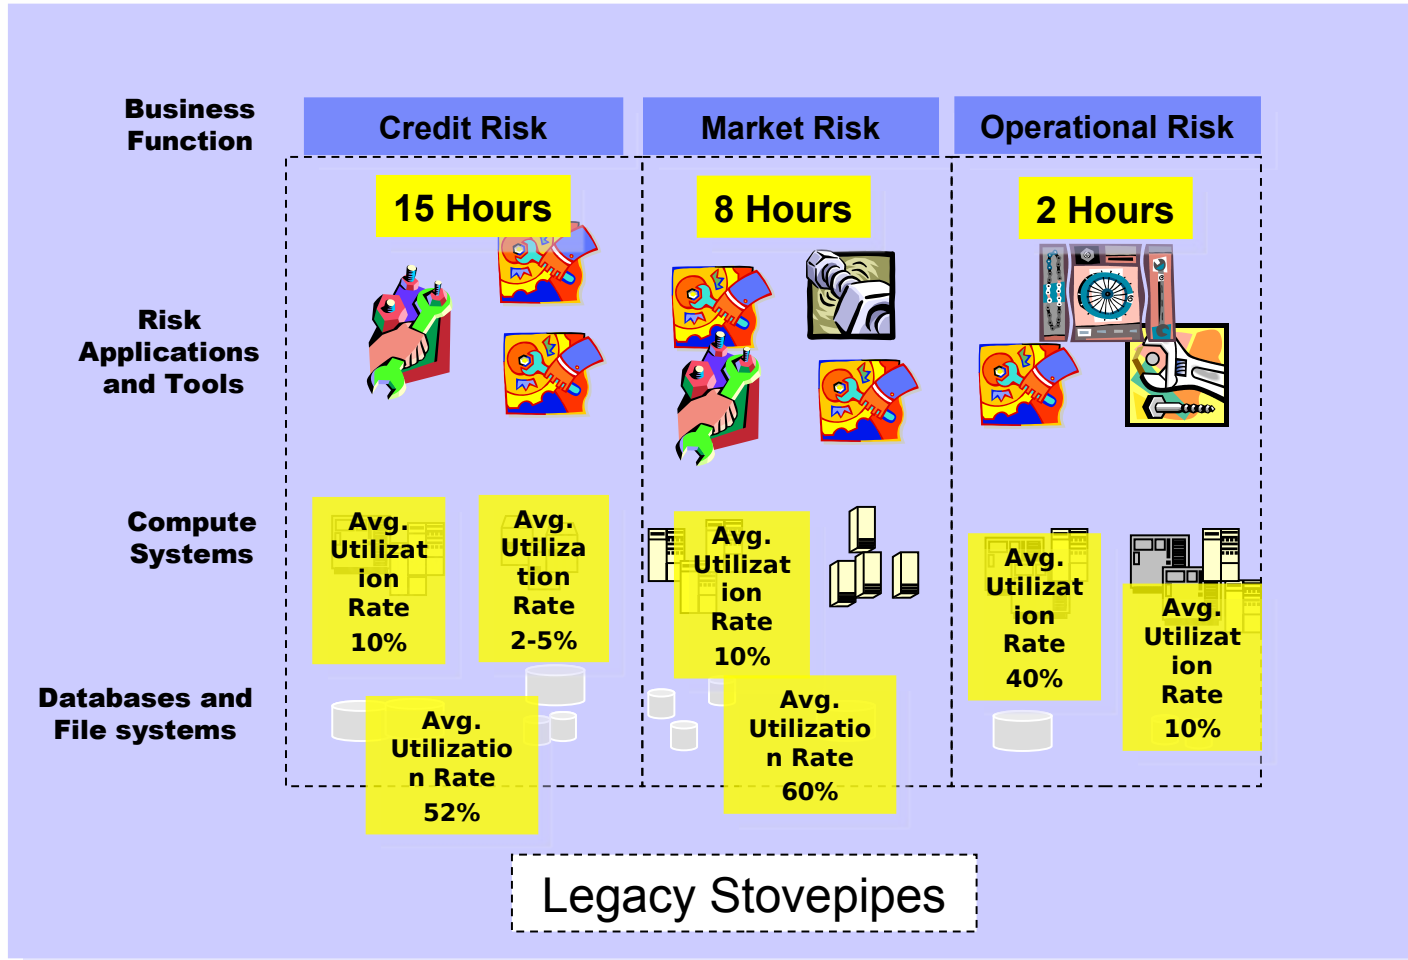 Business
Function
Credit Risk
Market Risk
Operational Risk
15 Hours
8 Hours
2 Hours
Risk
Applications
and Tools
Compute
Systems
Avg.
Utilizat
ion
Rate
10%
Avg.
Utiliza
tion
Rate
2-5%
Avg.
Utilizat
ion
Rate
10%
Avg.
Utilizat
ion
Rate
40%
Avg.
Utilizat
ion
Rate
10%
Databases and
File systems
Avg.
Utilizatio
n Rate
52%
Avg.
Utilizatio
n Rate
60%
Legacy Stovepipes